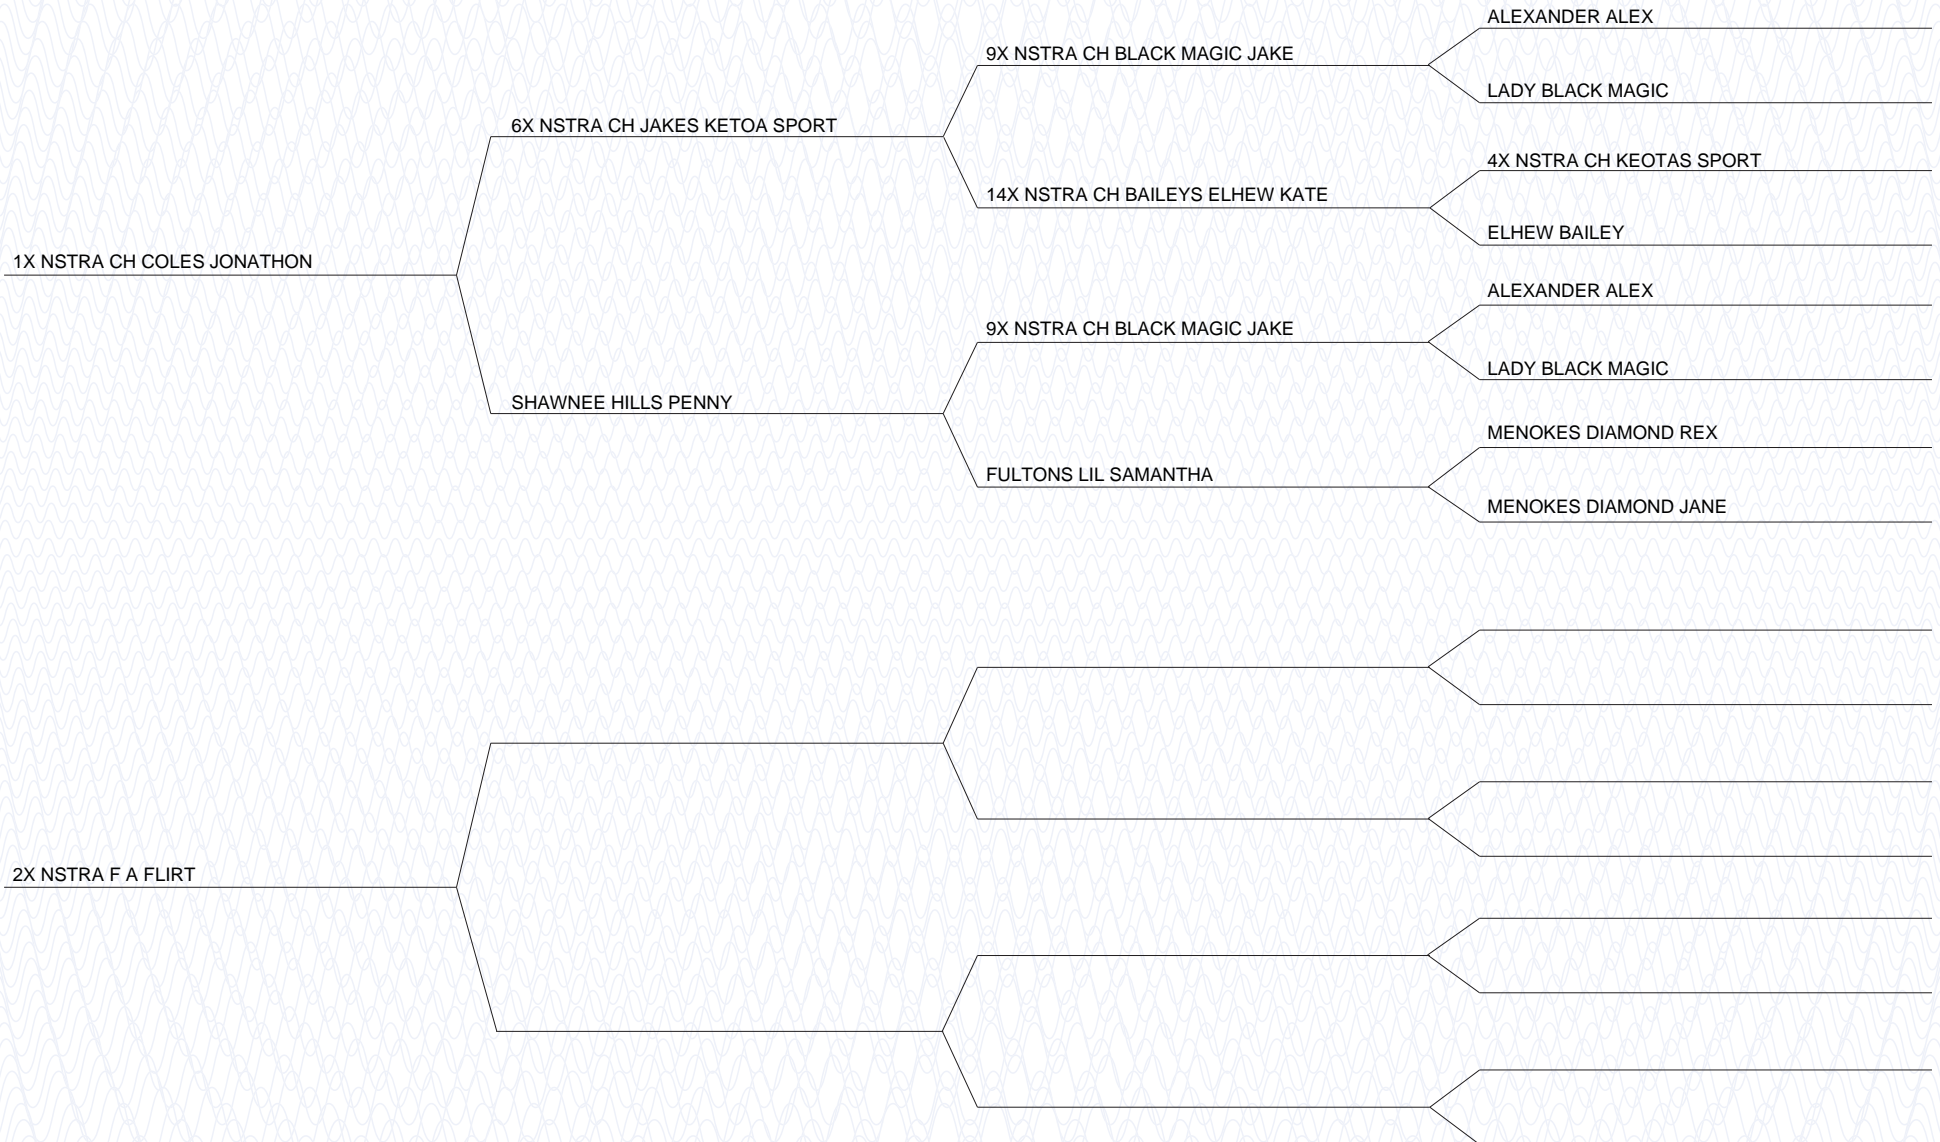 ALEXANDER ALEX
9X NSTRA CH BLACK MAGIC JAKE
LADY BLACK MAGIC
6X NSTRA CH JAKES KETOA SPORT
4X NSTRA CH KEOTAS SPORT
14X NSTRA CH BAILEYS ELHEW KATE
ELHEW BAILEY
1X NSTRA CH COLES JONATHON
ALEXANDER ALEX
9X NSTRA CH BLACK MAGIC JAKE
LADY BLACK MAGIC
SHAWNEE HILLS PENNY
MENOKES DIAMOND REX
FULTONS LIL SAMANTHA
MENOKES DIAMOND JANE
2X NSTRA F A FLIRT